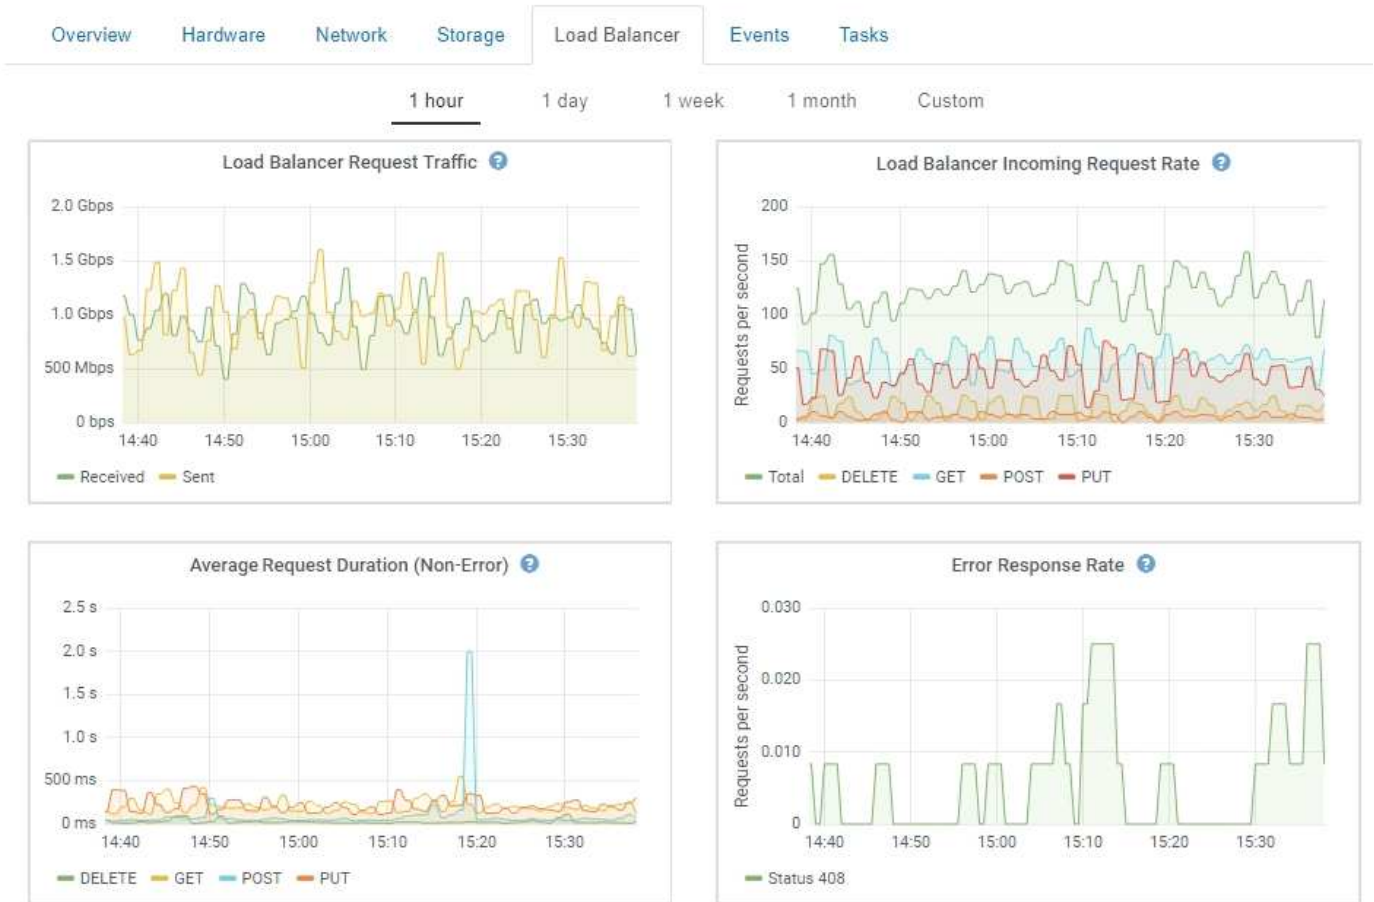 Overview Hardware Network Storage Load Balancer Events Tasks
1 hour 1 day 1 week 1 month Custom
Load Balancer Request Traffic ?
2.0 Gbps
1.5 Gbps
1.0 Gbps
500 Mbps
0 bps
14:40 14:50 15:00 15:10 15:20 15:30
Received Sent
Load Balancer Incoming Request Rate ?
Requests per second
200
150
100
50
0
14:40 14:50 15:00 15:10 15:20 15:30
Total DELETE GET POST PUT
Average Request Duration (Non-Error) ?
2.5 s
2.0 s
1.5 s
1.0 s
500 ms
0 ms
14:40 14:50 15:00 15:10 15:20 15:30
DELETE GET POST PUT
Error Response Rate ?
Requests per second
0.030
0.020
0.010
0
14:40 14:50 15:00 15:10 15:20 15:30
Status 408